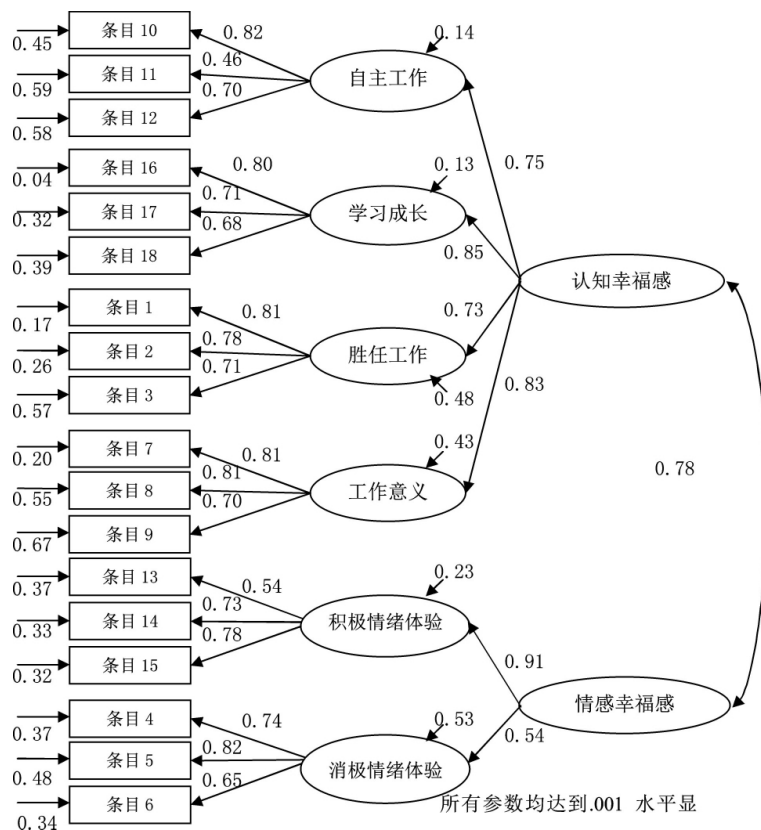 0.45
条目 10
0.82
0.14
0.59
条目 11
0.46
自主工作
0.58
条目 12
0.70
0.75
0.04
条目 16
0.80
0.13
0.32
条目 17
0.71
学习成长
0.39
条目 18
0.68
0.85
认知幸福感
0.17
条目 1
0.81
0.73
0.26
条目 2
0.78
胜任工作
0.57
条目 3
0.71
0.48
0.83
0.20
条目 7
0.81
0.43
0.78
0.55
条目 8
0.81
工作意义
0.67
条目 9
0.70
0.37
条目 13
0.54
0.23
0.33
条目 14
0.73
积极情绪体验
0.32
条目 15
0.78
0.91
情感幸福感
0.37
条目 4
0.74
0.53
0.54
0.48
条目 5
0.82
消极情绪体验
0.34
条目 6
0.65
所有参数均达到.001 水平显